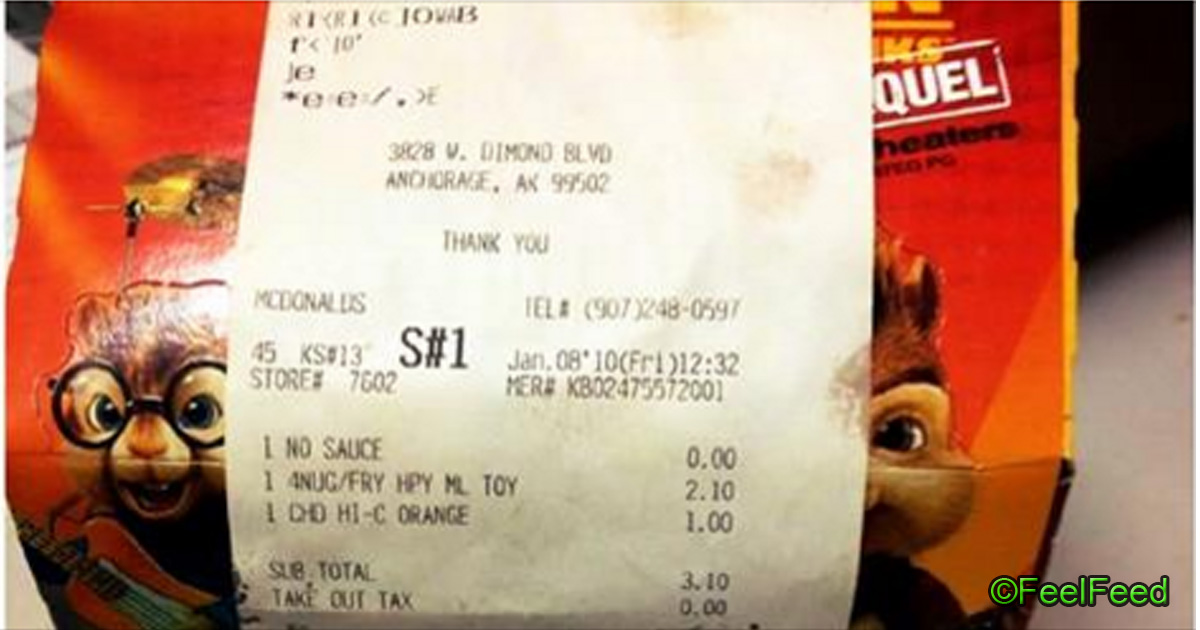 3828 W. DIMOND BLVD
ANCHORAGE, AK 99502
THANK YOU
MCDONALDS TEL# (907)248-0597
45 KS#13 S#1 Jan.08'10(Fri)12:32
STORE# 7602 MER# KB02475572001
1 NO SAUCE 0.00
1 4NUG/FRY HPY ML TOY 2.10
1 CHD HI-C ORANGE 1.00
SUB TOTAL 3.10
TAKE OUT TAX 0.00
QUEL
heaters
PG
©FeelFeed